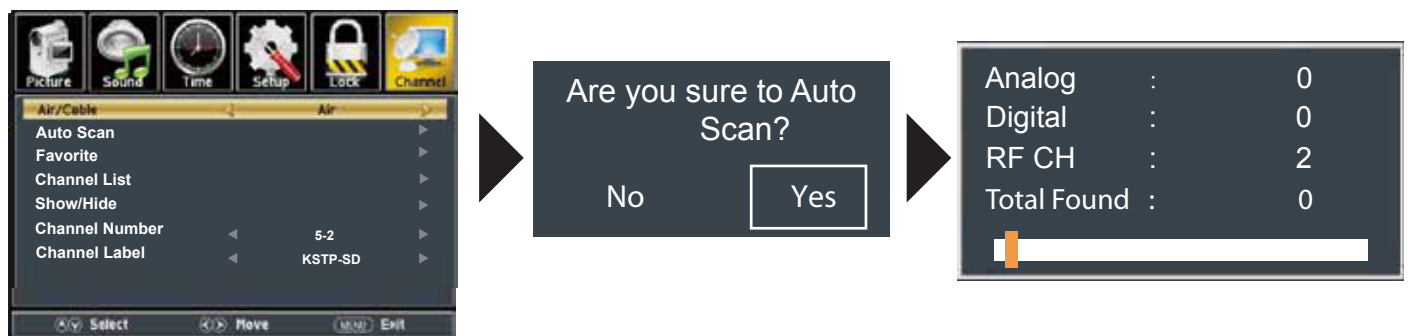 Picture Sound Time Setup Lock Channel
Air/Cable Air
Auto Scan
Favorite
Channel List
Show/Hide
Channel Number 5-2
Channel Label KSTP-SD
Select Move MENU Exit
Are you sure to Auto
Scan?
No Yes
Analog : 0
Digital : 0
RF CH : 2
Total Found : 0